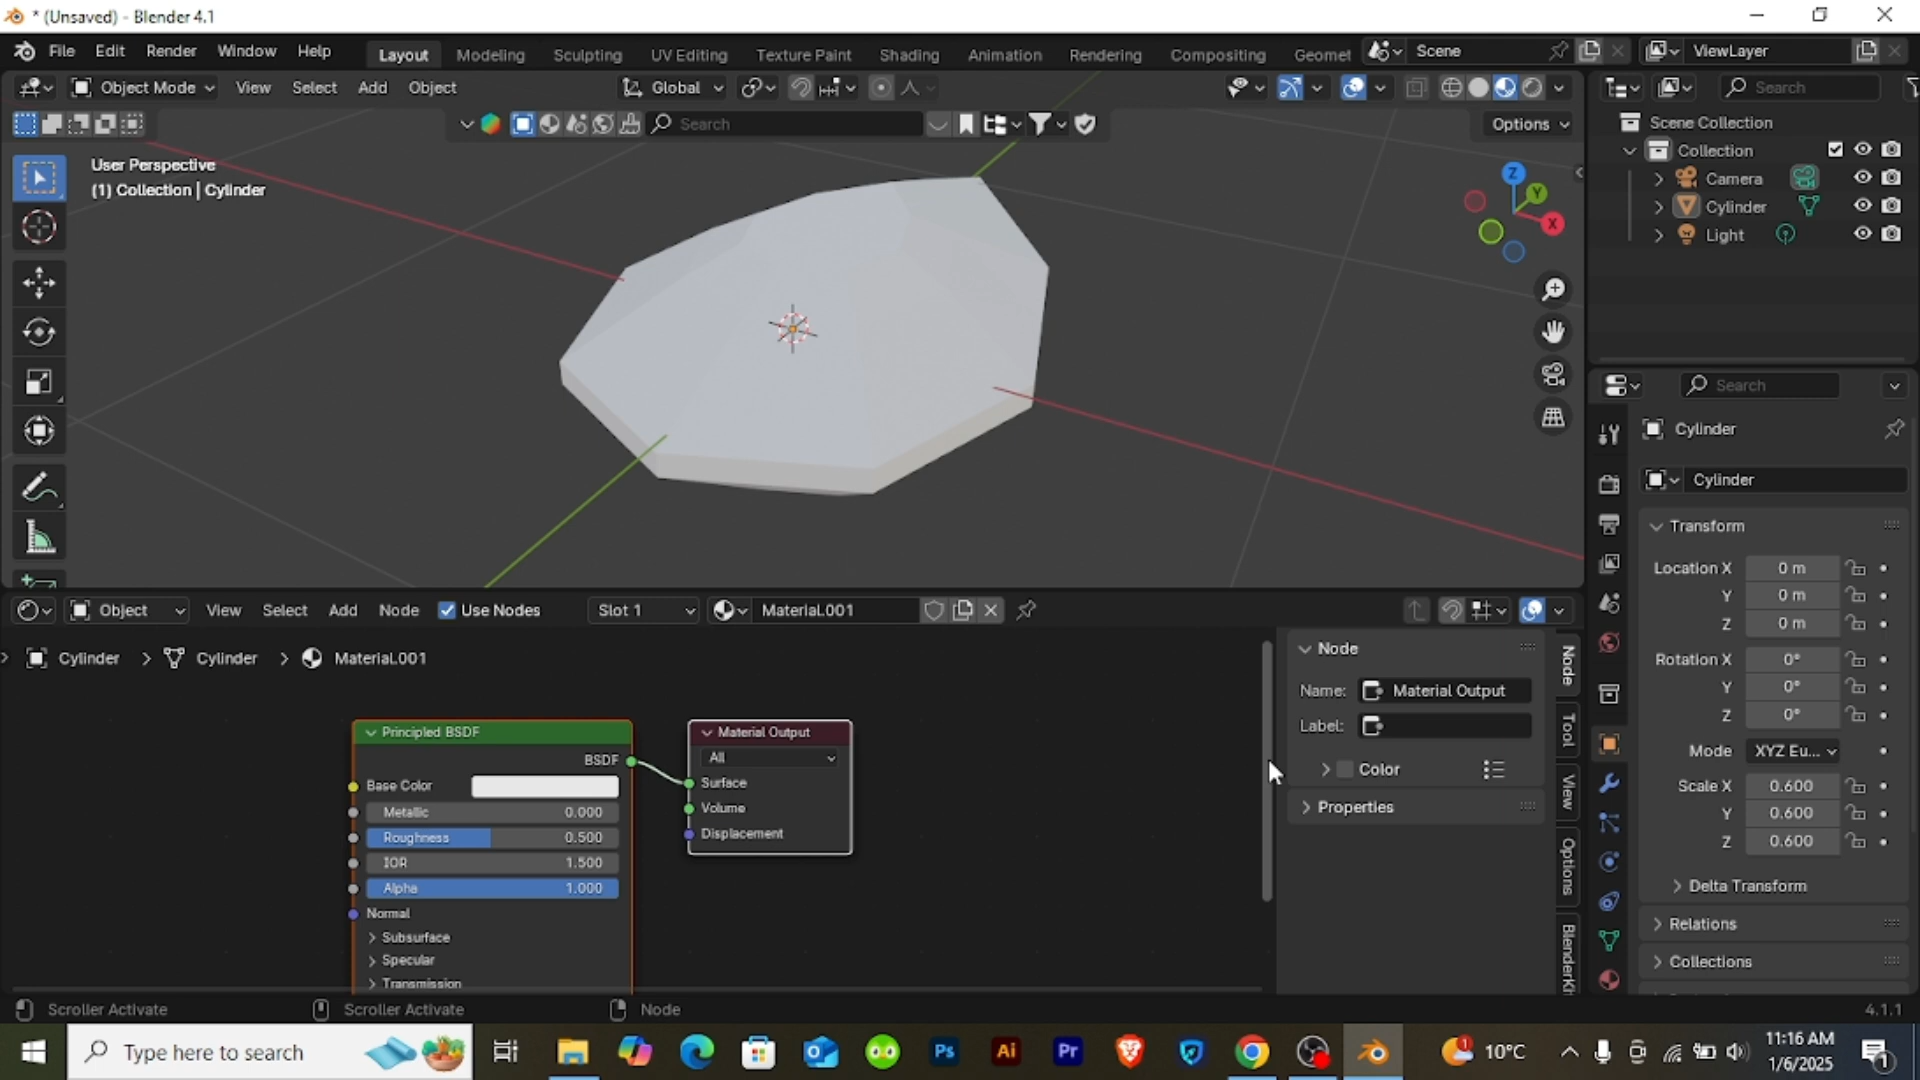 * (Unsaved) - Blender 4.1
File Edit Render Window Help Layout Modeling Sculpting UV Editing Texture Paint Shading Animation Rendering Compositing Geomet Scene ViewLayer
Object Mode View Select Add Object Global Search
Search Options
Scene Collection
Collection
Camera
Cylinder
Light
User Perspective
(1) Collection | Cylinder
Z
Y
X
Search
Cylinder
Cylinder
Transform
Location X 0 m
Y 0 m
Z 0 m
Rotation X 0°
Y 0°
Z 0°
Mode XYZ Eu...
Scale X 0.600
Y 0.600
Z 0.600
Delta Transform
Relations
Collections
Object View Select Add Node Use Nodes Slot 1 Material.001
Cylinder > Cylinder > Material.001
Principled BSDF
BSDF
Base Color
Metallic 0.000
Roughness 0.500
IOR 1.500
Alpha 1.000
Normal
Subsurface
Specular
Transmission
Material Output
All
Surface
Volume
Displacement
Node
Name: Material Output
Label:
Color
Properties
Node
Tool
View
Options
BlenderKit
Scroller Activate Scroller Activate Node 4.1.1
Type here to search Ps Ai Pr 1 10°C 11:16 AM
1/6/2025
1